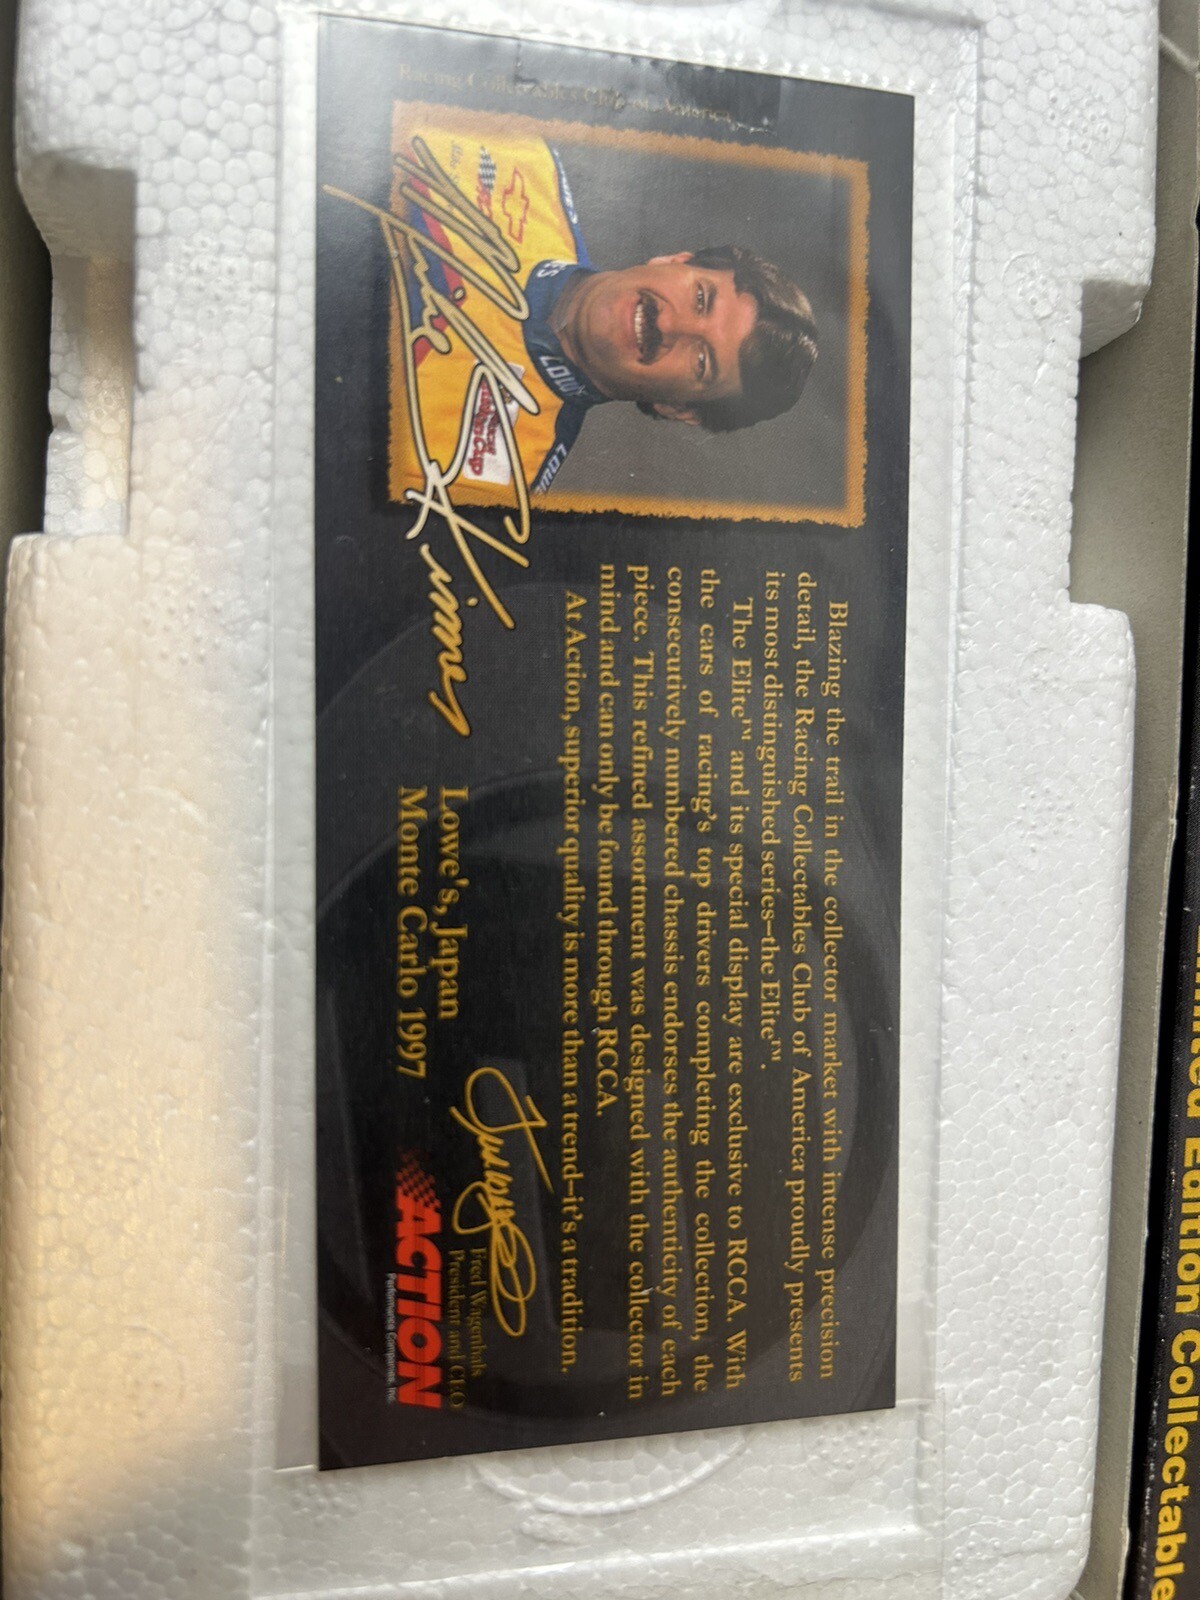 Racing Collectables Club of America
Mike Skinner
Blazing the trail in the collector market with intense precision
detail, the Racing Collectables Club of America proudly presents
its most distinguished series–the Elite™.
The Elite™ and its special display are exclusive to RCCA. With
the cars of racing's top drivers completing the collection, the
consecutively numbered chassis endorses the authenticity of each
piece. This refined assortment was designed with the collector in
mind and can only be found through RCCA.
At Action, superior quality is more than a trend–it's a tradition.
Lowe's, Japan
Monte Carlo 1997
Fred Wagenhals
President and CEO
ACTION
Performance Companies, Inc.
LOWE'S
Limited Edition Collectable